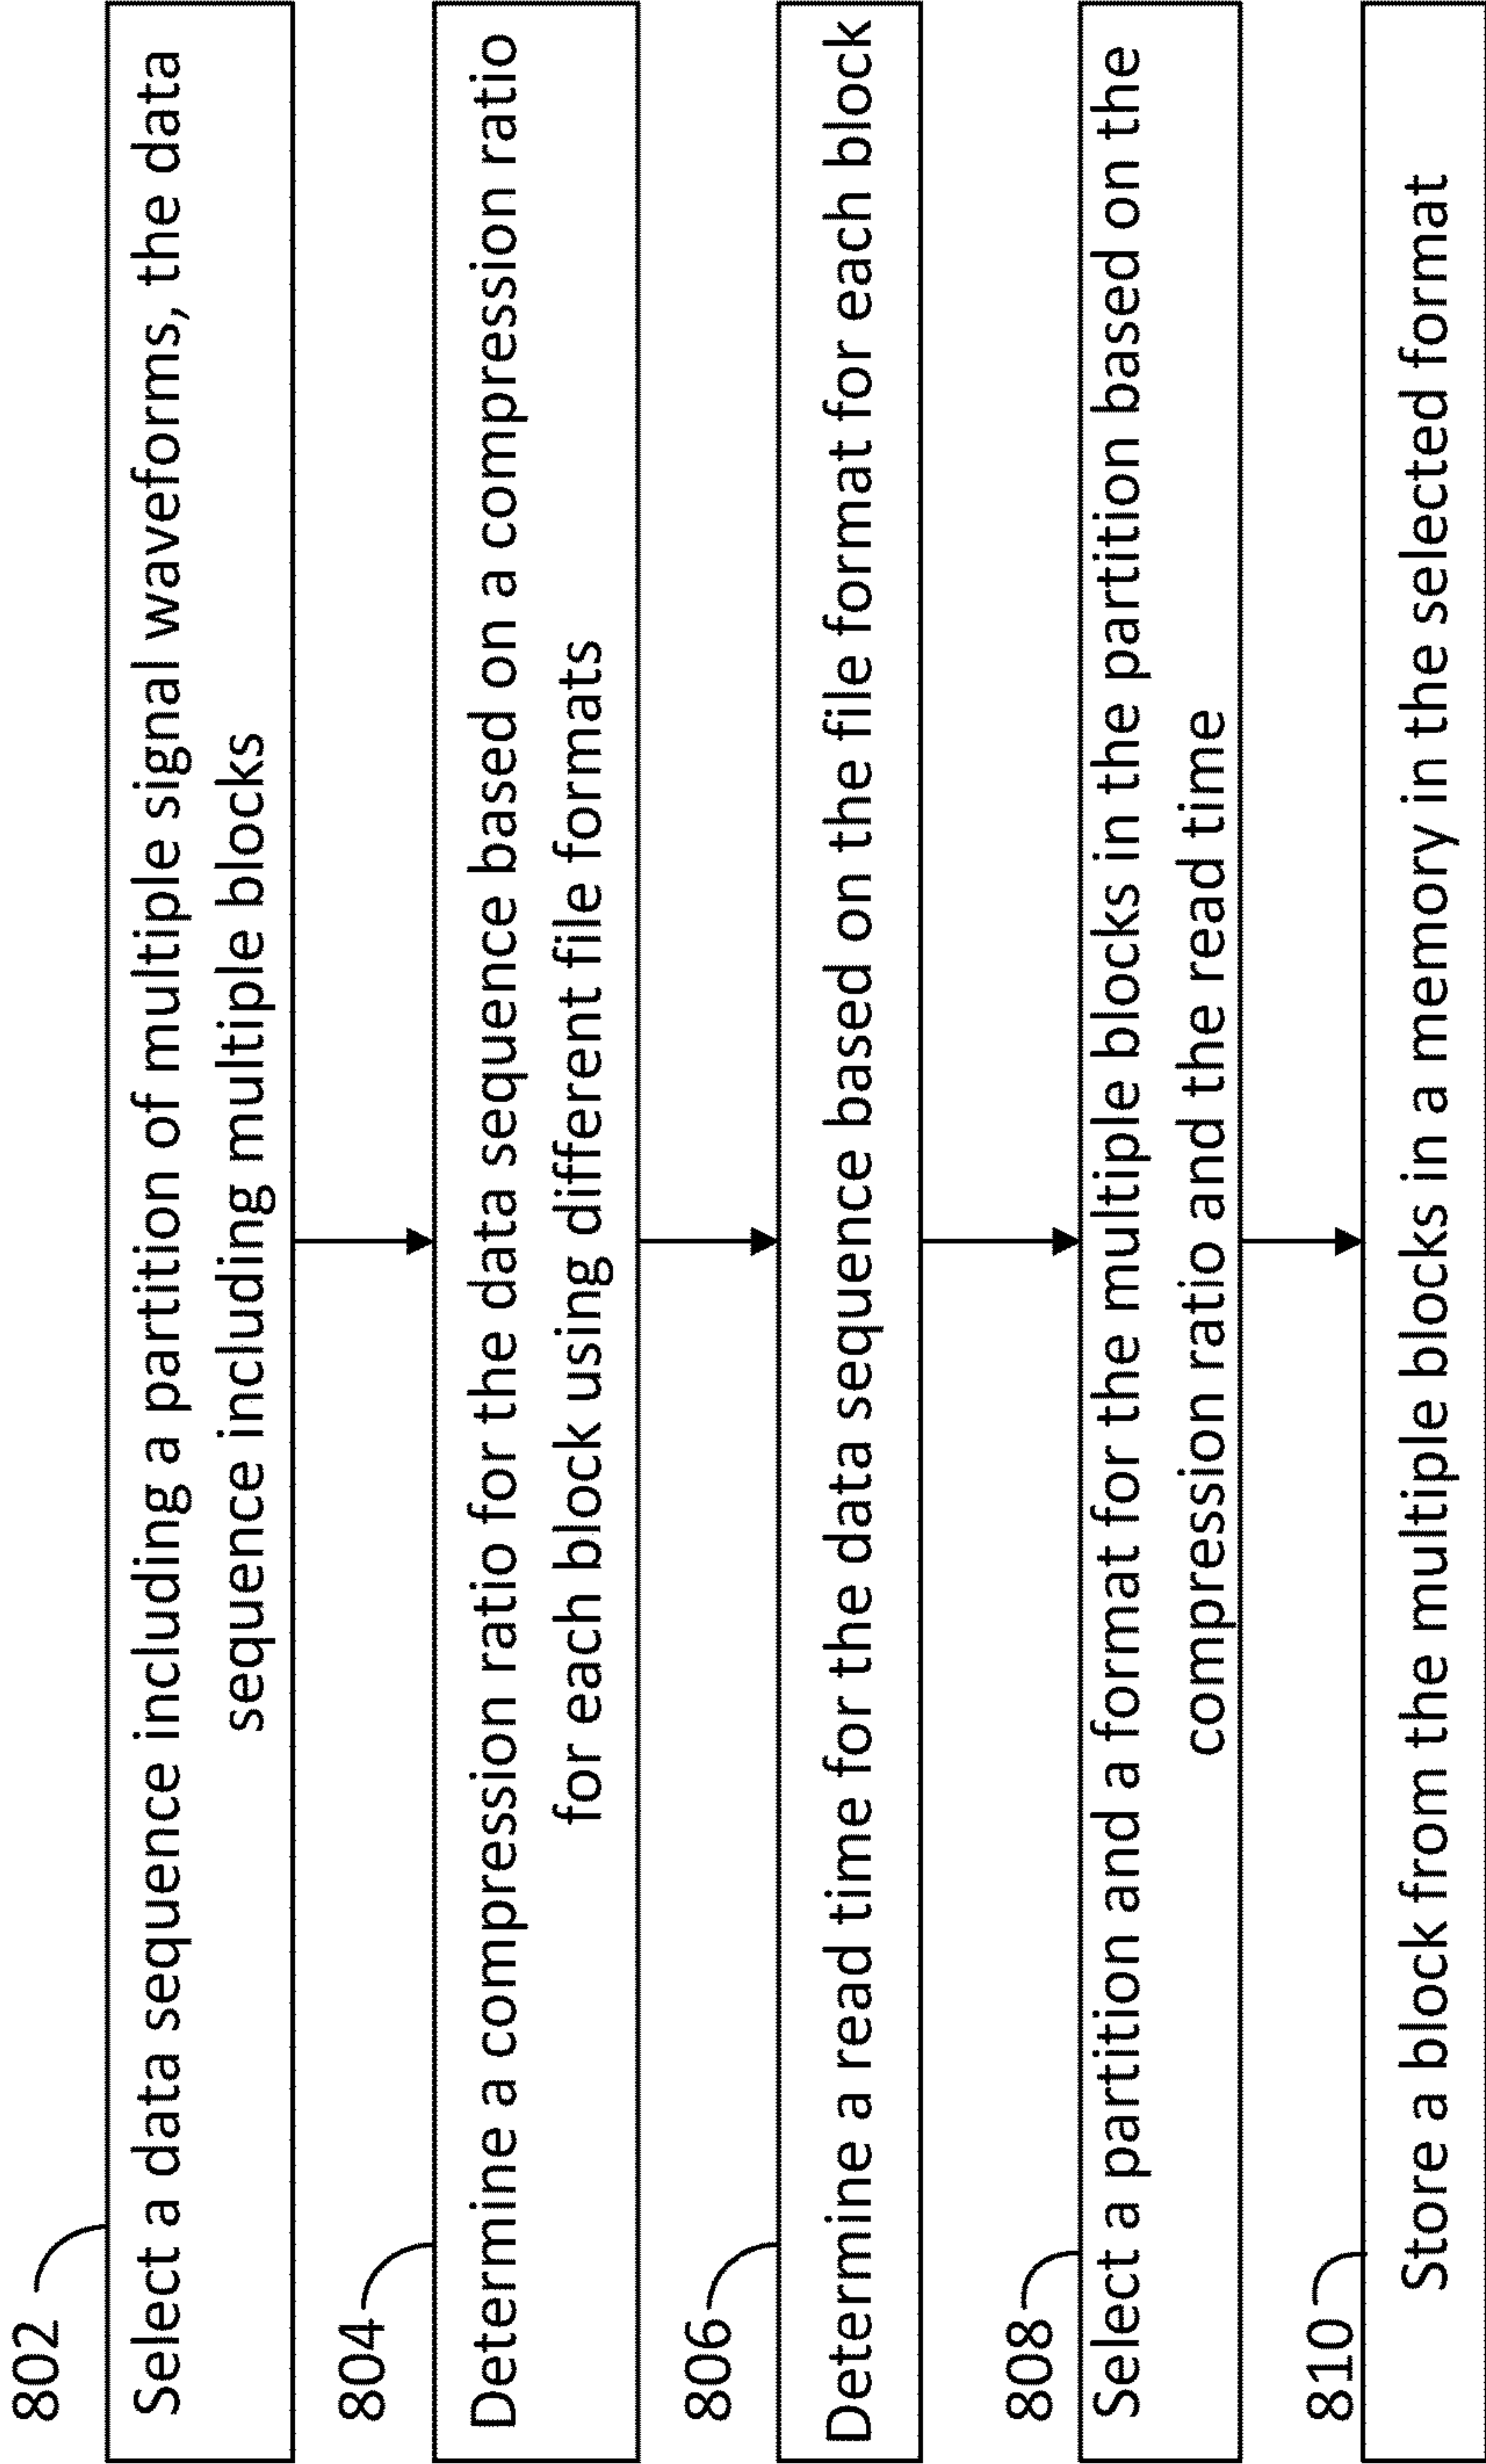 802
Select a data sequence including a partition of multiple signal waveforms, the data
sequence including multiple blocks
804
Determine a compression ratio for the data sequence based on a compression ratio
for each block using different file formats
806
Determine a read time for the data sequence based on the file format for each block
808
Select a partition and a format for the multiple blocks in the partition based on the
compression ratio and the read time
810
Store a block from the multiple blocks in a memory in the selected format